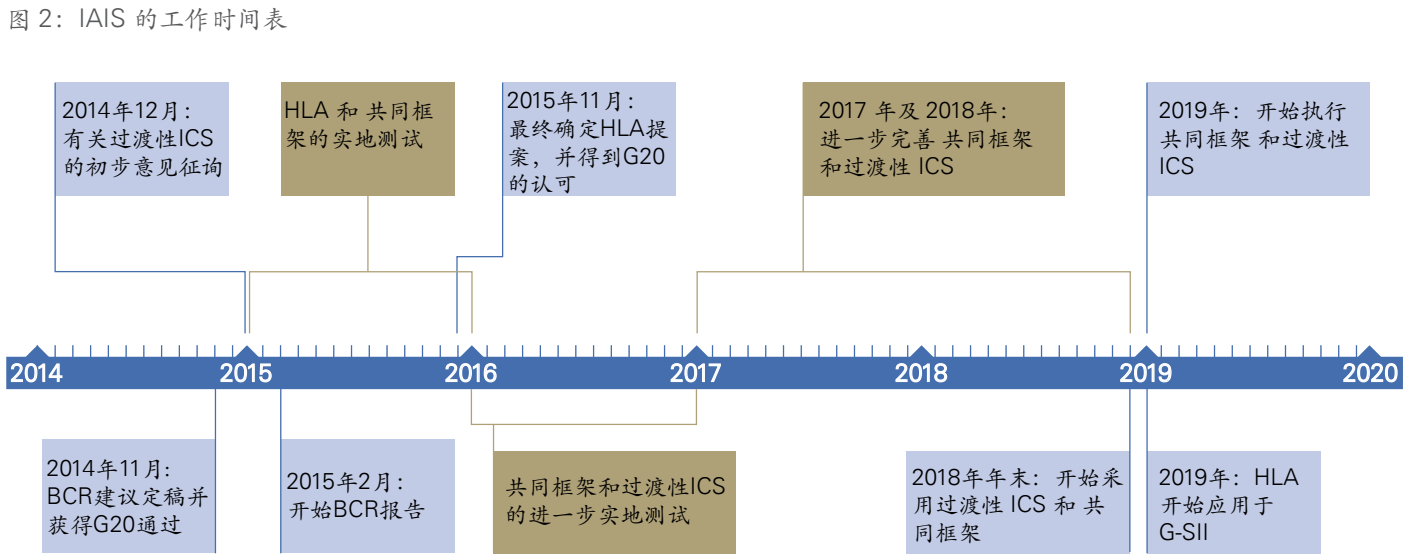 图 2：IAIS 的工作时间表
2014年12月：
有关过渡性ICS
的初步意见征询
HLA 和 共同框
架的实地测试
2015年11月：
最终确定HLA提
案，并得到G20
的认可
2017 年及 2018年：
进一步完善 共同框架
和过渡性 ICS
2019年：开始执行
共同框架 和过渡性
ICS
2014
2015
2016
2017
2018
2019
2020
2014年11月：
BCR建议定稿并
获得G20通过
2015年2月：
开始BCR报告
共同框架和过渡性ICS
的进一步实地测试
2018年年末：开始采
用过渡性 ICS 和 共
同框架
2019年：HLA
开始应用于
G-SII